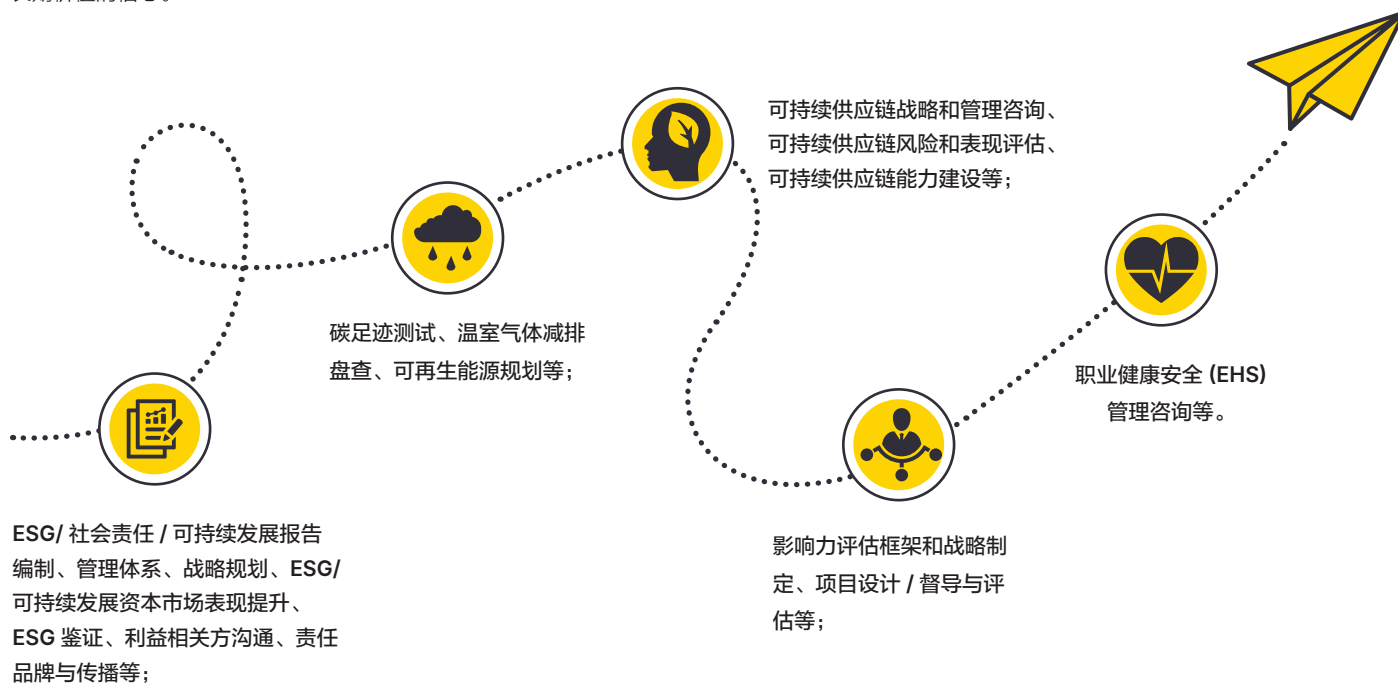 ESG/ 社会责任 / 可持续发展报告
编制、管理体系、战略规划、ESG/
可持续发展资本市场表现提升、
ESG 鉴证、利益相关方沟通、责任
品牌与传播等；
碳足迹测试、温室气体减排
盘查、可再生能源规划等；
可持续供应链战略和管理咨询、
可持续供应链风险和表现评估、
可持续供应链能力建设等；
影响力评估框架和战略制
定、项目设计 / 督导与评
估等；
职业健康安全 (EHS)
管理咨询等。